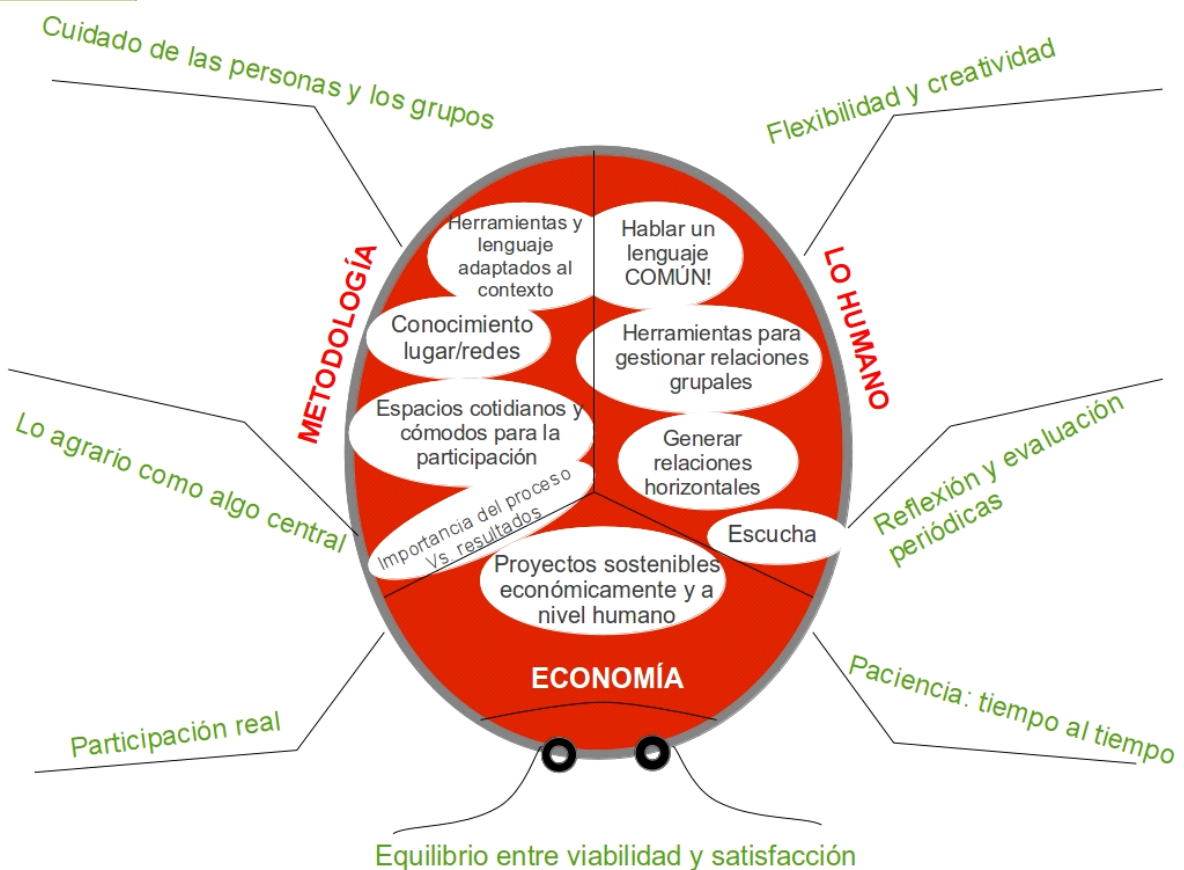 Cuidado de las personas y los grupos
Flexibilidad y creatividad
METODOLOGÍA
LO HUMANO
Herramientas y
lenguaje
adaptados al
contexto
Hablar un
lenguaje
COMÚN!
Conocimiento
lugar/redes
Herramientas para
gestionar relaciones
grupales
Espacios cotidianos y
cómodos para la
participación
Generar
relaciones
horizontales
Importancia del proceso
Vs. resultados
Escucha
Proyectos sostenibles
económicamente y a
nivel humano
ECONOMÍA
Lo agrario como algo central
Reflexión y evaluación
periódicas
Participación real
Paciencia: tiempo al tiempo
Equilibrio entre viabilidad y satisfacción